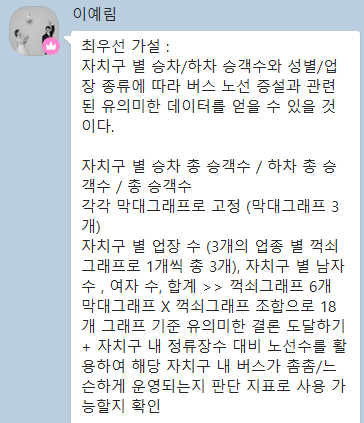 이예림
최우선 가설 :
자치구 별 승차/하차 승객수와 성별/업
장 종류에 따라 버스 노선 증설과 관련
된 유의미한 데이터를 얻을 수 있을 것
이다.
자치구 별 승차 총 승객수 / 하차 총 승
객수 / 총 승객수
각각 막대그래프로 고정 (막대그래프 3
개)
자치구 별 업장 수 (3개의 업종 별 꺽쇠
그래프로 1개씩 총 3개), 자치구 별 남자
수 , 여자 수, 합계 >> 꺽쇠그래프 6개
막대그래프 X 꺽쇠그래프 조합으로 18
개 그래프 기준 유의미한 결론 도달하기
+ 자치구 내 정류장수 대비 노선수를 활
용하여 해당 자치구 내 버스가 촘촘/느
슨하게 운영되는지 판단 지표로 사용 가
능할지 확인